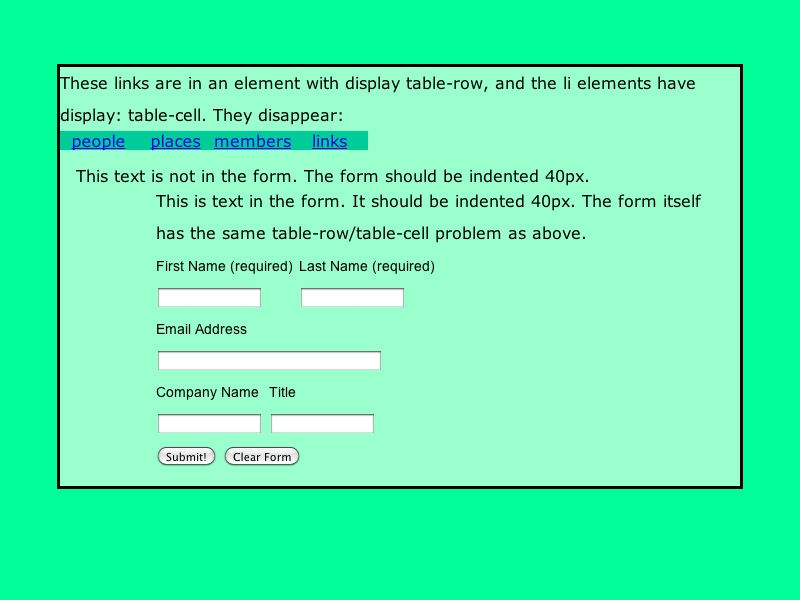 These links are in an element with display table-row, and the li elements have
display: table-cell. They disappear:
people places members links
This text is not in the form. The form should be indented 40px.
This is text in the form. It should be indented 40px. The form itself
has the same table-row/table-cell problem as above.
First Name (required) Last Name (required)
Email Address
Company Name Title
Submit! Clear Form